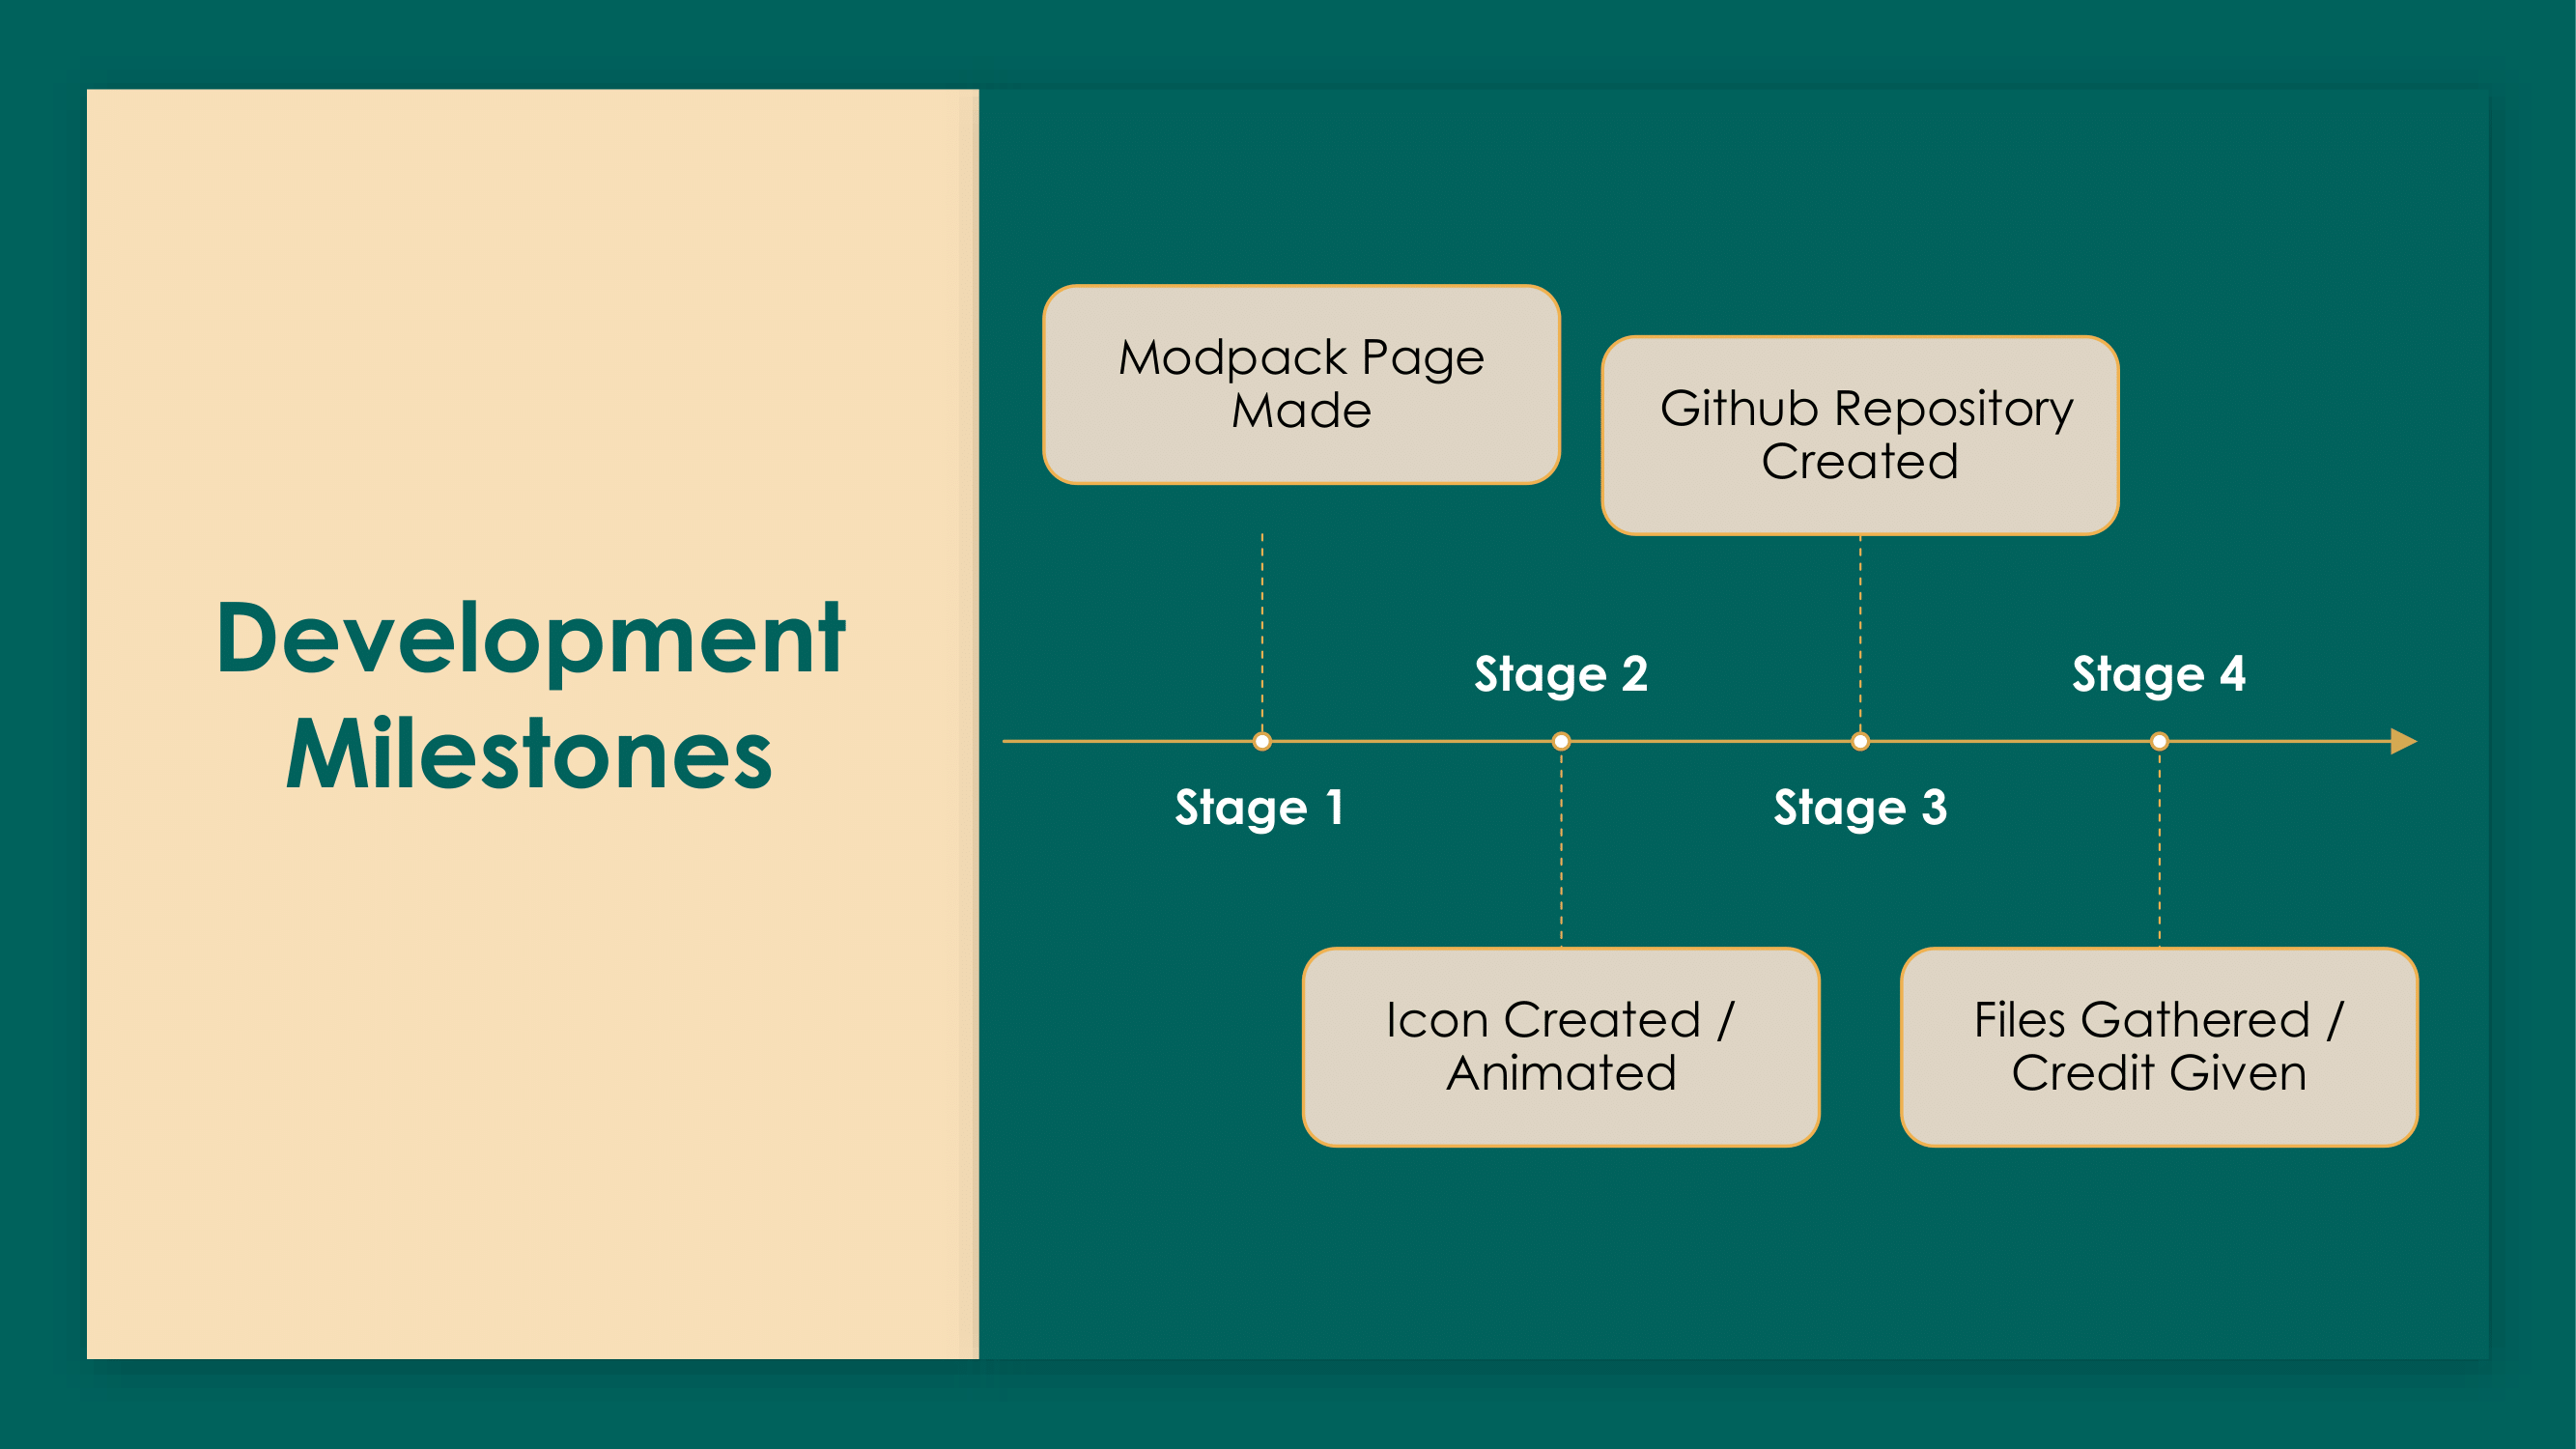 Development
Milestones
Modpack Page
Made
Github Repository
Created
Stage 2
Stage 4
Stage 1
Stage 3
Icon Created /
Animated
Files Gathered /
Credit Given